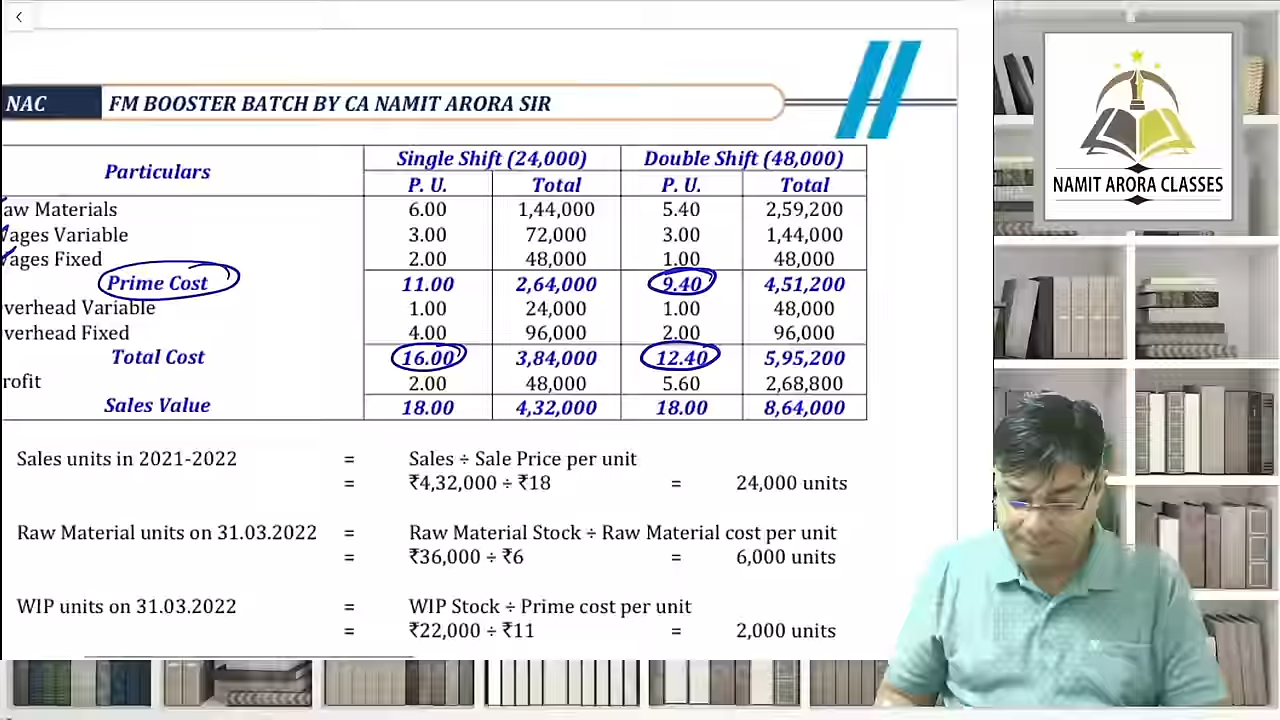 NAC FM BOOSTER BATCH BY CA NAMIT ARORA SIR
NAMIT ARORA CLASSES
Particulars Single Shift (24,000) Double Shift (48,000)
P. U. Total P. U. Total
aw Materials 6.00 1,44,000 5.40 2,59,200
Wages Variable 3.00 72,000 3.00 1,44,000
Wages Fixed 2.00 48,000 1.00 48,000
Prime Cost 11.00 2,64,000 9.40 4,51,200
verhead Variable 1.00 24,000 1.00 48,000
verhead Fixed 4.00 96,000 2.00 96,000
Total Cost 16.00 3,84,000 12.40 5,95,200
rofit 2.00 48,000 5.60 2,68,800
Sales Value 18.00 4,32,000 18.00 8,64,000
Sales units in 2021-2022 = Sales ÷ Sale Price per unit
= ₹4,32,000 ÷ ₹18 = 24,000 units
Raw Material units on 31.03.2022 = Raw Material Stock ÷ Raw Material cost per unit
= ₹36,000 ÷ ₹6 = 6,000 units
WIP units on 31.03.2022 = WIP Stock ÷ Prime cost per unit
= ₹22,000 ÷ ₹11 = 2,000 units